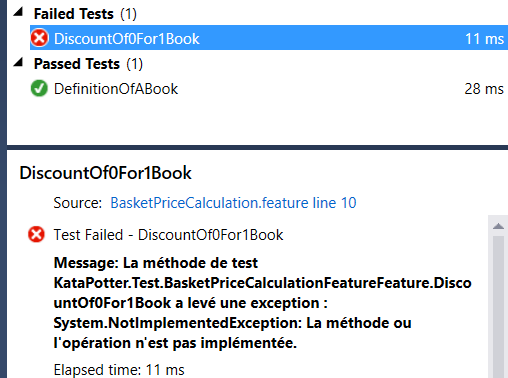 Failed Tests (1)
DiscountOf0For1Book 11 ms
Passed Tests (1)
DefinitionOfABook 28 ms
DiscountOf0For1Book
Source: BasketPriceCalculation.feature line 10
Test Failed - DiscountOf0For1Book
Message: La méthode de test
KataPotter.Test.BasketPriceCalculationFeatureFeature.Disco
untOf0For1Book a levé une exception :
System.NotImplementedException: La méthode ou
l'opération n'est pas implémentée.
Elapsed time: 11 ms